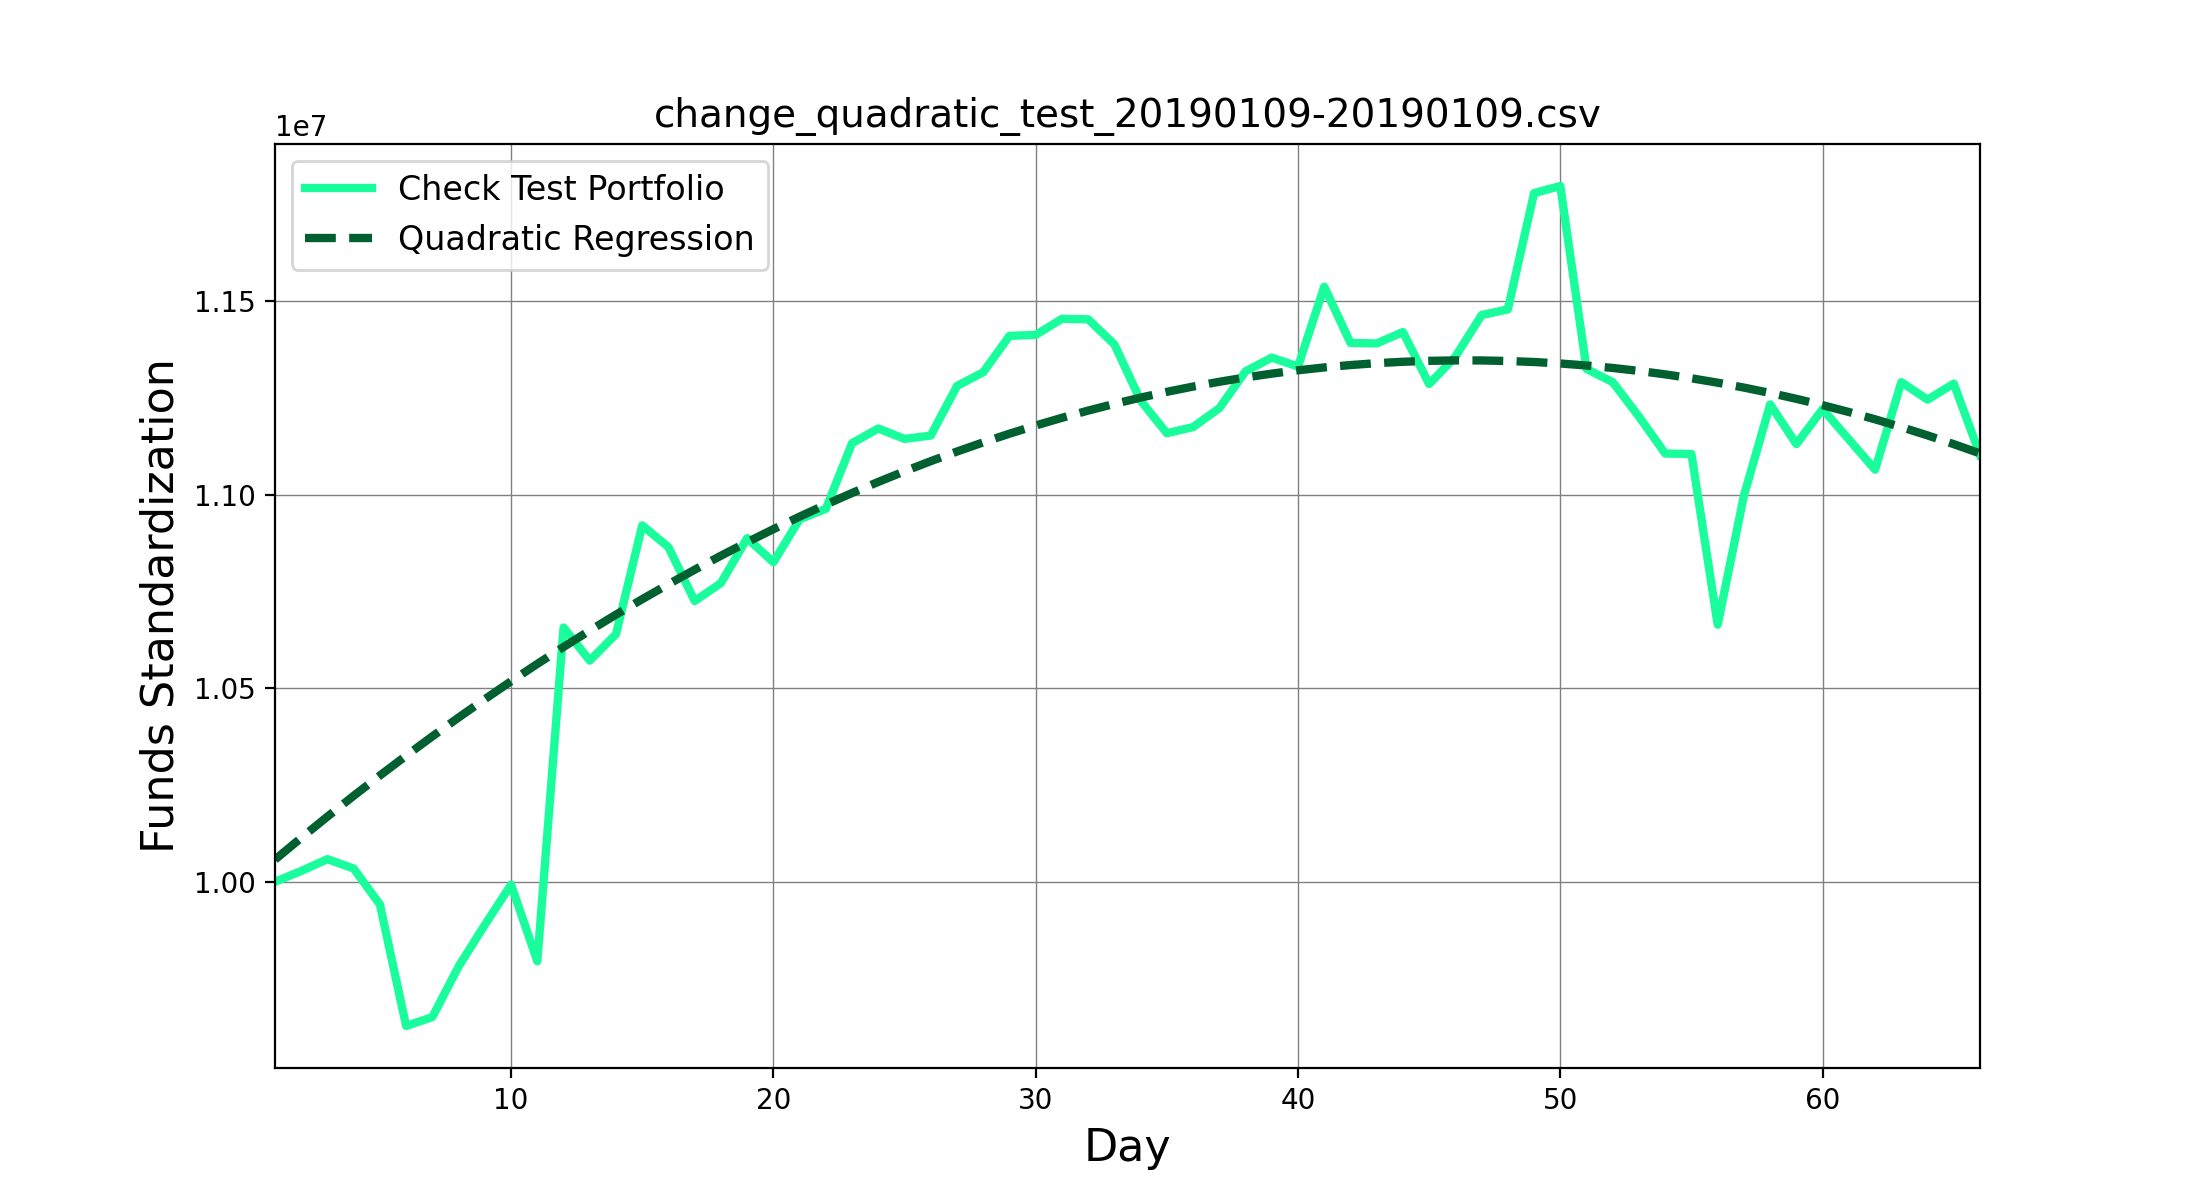 change_quadratic_test_20190109-20190109.csv
1e7
Check Test Portfolio
Quadratic Regression
1.15
1.10
1.05
1.00
Funds Standardization
10 20 30 40 50 60
Day